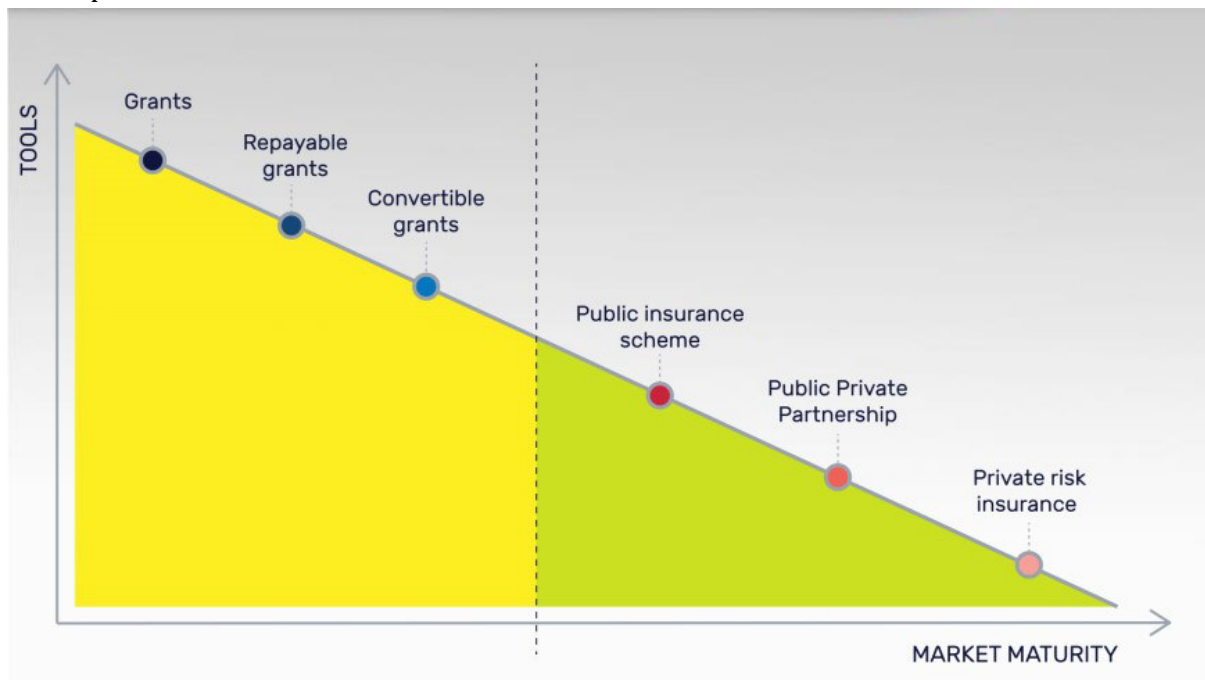 TOOLS
Grants
Repayable
grants
Convertible
grants
Public insurance
scheme
Public Private
Partnership
Private risk
insurance
MARKET MATURITY